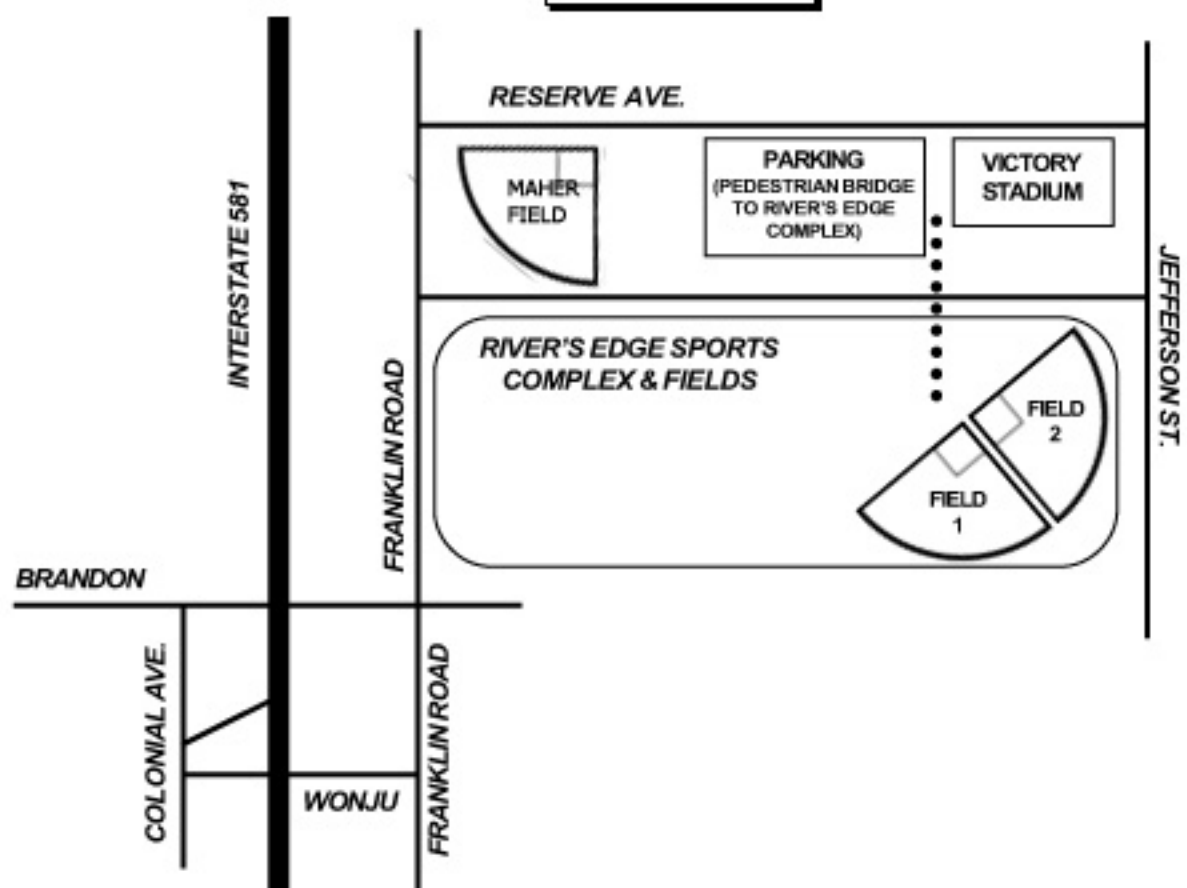 RESERVE AVE.
MAHER
FIELD
PARKING
(PEDESTRIAN BRIDGE
TO RIVER'S EDGE
COMPLEX)
VICTORY
STADIUM
INTERSTATE 581
JEFFERSON ST.
RIVER'S EDGE SPORTS
COMPLEX & FIELDS
FRANKLIN ROAD
FIELD
2
FIELD
1
BRANDON
COLONIAL AVE.
FRANKLIN ROAD
WONJU